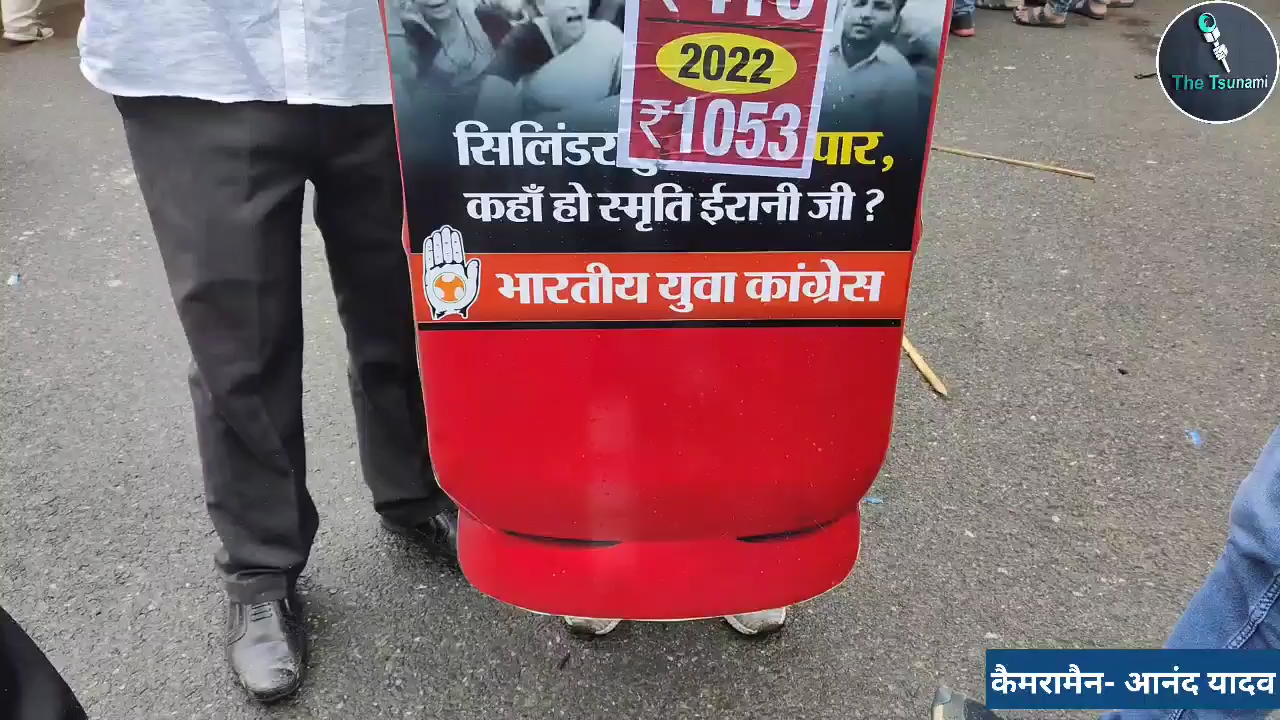 2022
₹1053
The Tsunami
सिलिंडर पार,
कहाँ हो स्मृति ईरानी जी ?
भारतीय युवा कांग्रेस
कैमरामैन- आनंद यादव